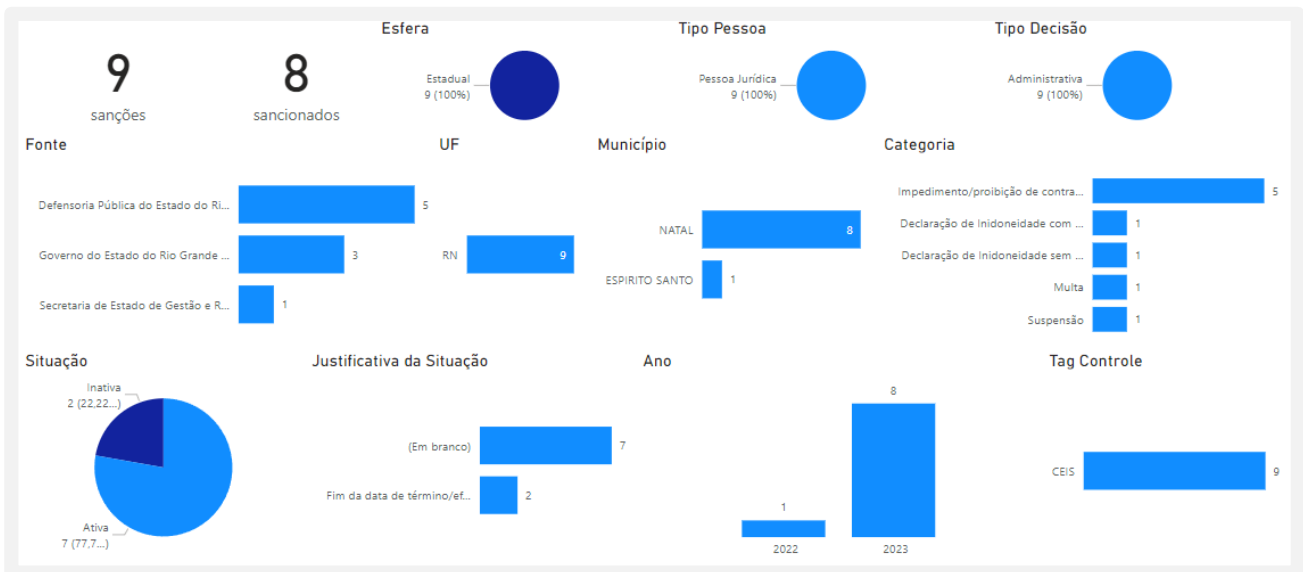 9
sanções
8
sancionados
Esfera
Estadual
9 (100%)
Tipo Pessoa
Pessoa Jurídica
9 (100%)
Tipo Decisão
Administrativa
9 (100%)
Fonte
Defensoria Pública do Estado do Ri...
5
Governo do Estado do Rio Grande ...
3
Secretaria de Estado de Gestão e R...
1
UF
RN
9
Município
NATAL
8
ESPIRITO SANTO
1
Categoria
Impedimento/proibição de contra...
5
Declaração de Inidoneidade com ...
1
Declaração de Inidoneidade sem ...
1
Multa
1
Suspensão
1
Situação
Inativa
2 (22,22...)
Ativa
7 (77,7...)
Justificativa da Situação
(Em branco)
7
Fim da data de término/ef...
2
Ano
1
8
2022
2023
Tag Controle
CEIS
9